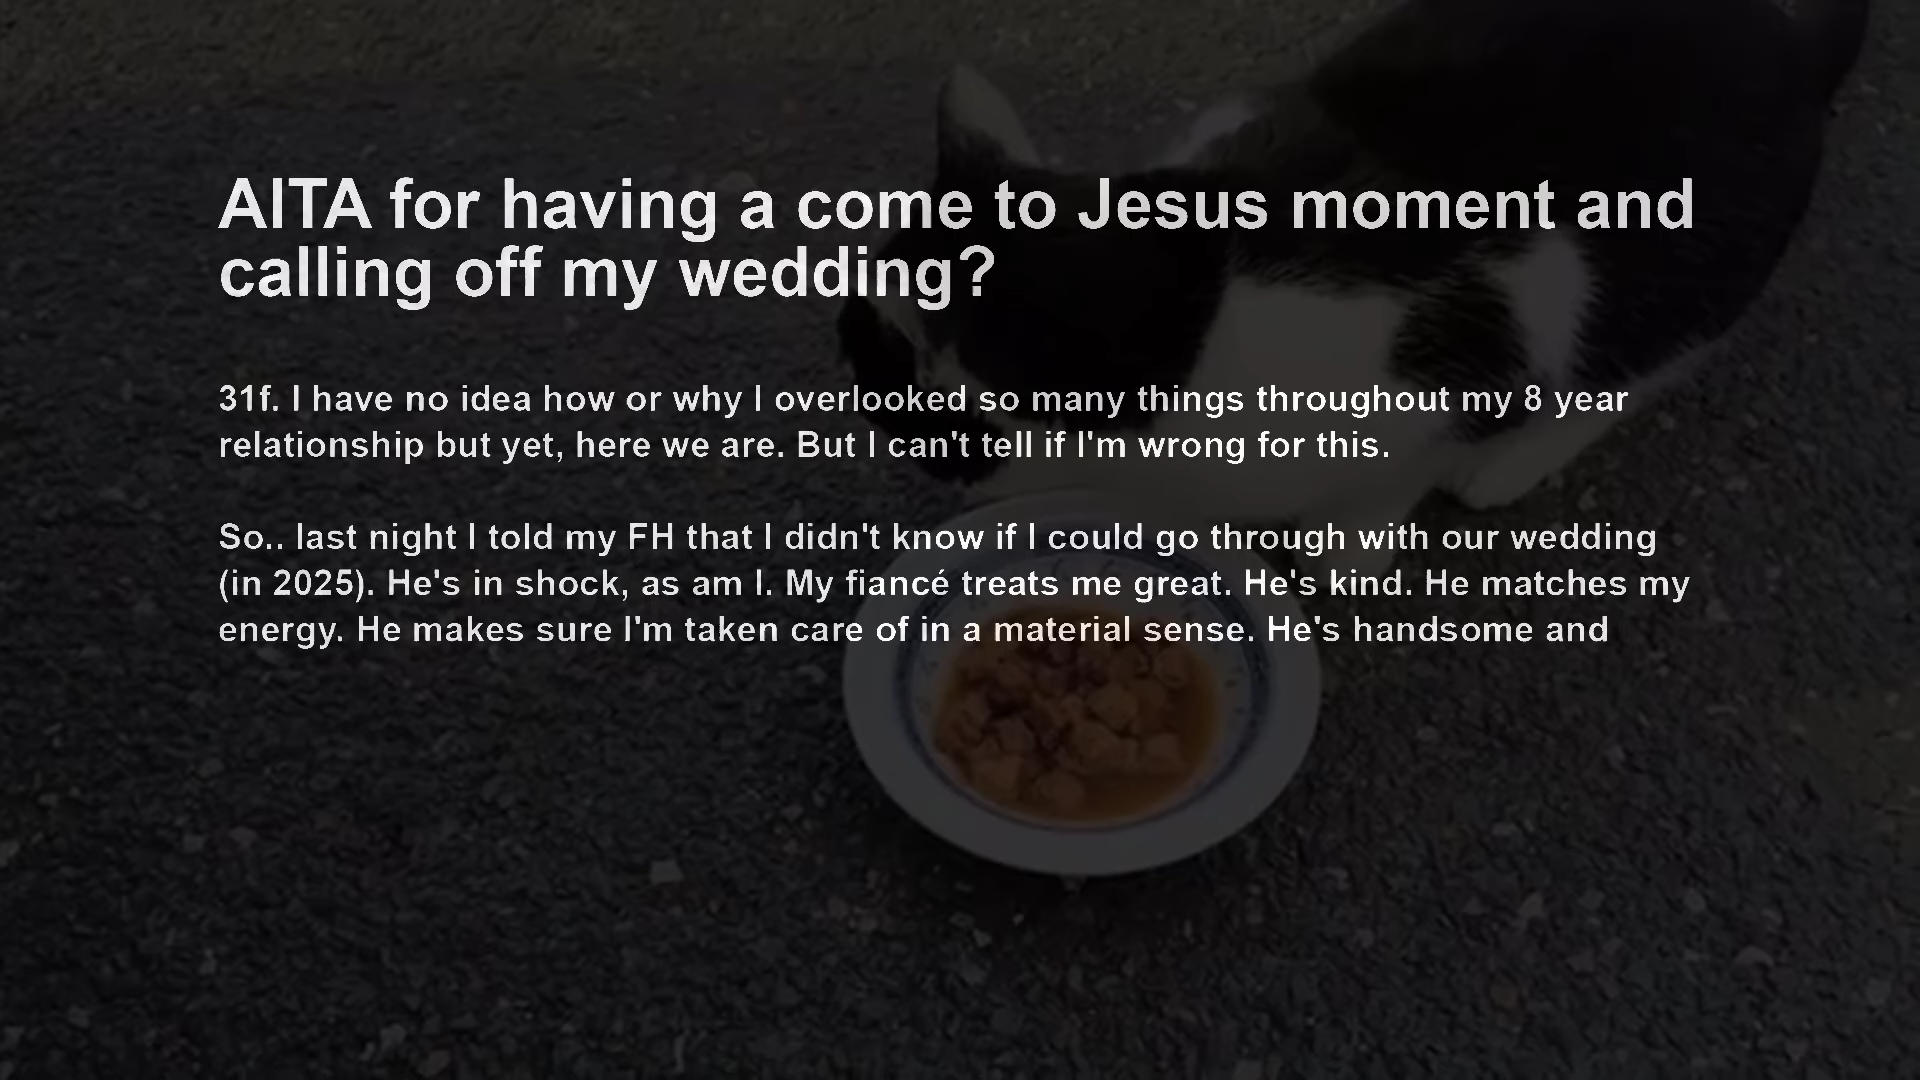 AITA for having a come to Jesus moment and
calling off my wedding?
31f. I have no idea how or why I overlooked so many things throughout my 8 year
relationship but yet, here we are. But I can't tell if I'm wrong for this.
So.. last night I told my FH that I didn't know if I could go through with our wedding
(in 2025). He's in shock, as am I. My fiancé treats me great. He's kind. He matches my
energy. He makes sure I'm taken care of in a material sense. He's handsome and